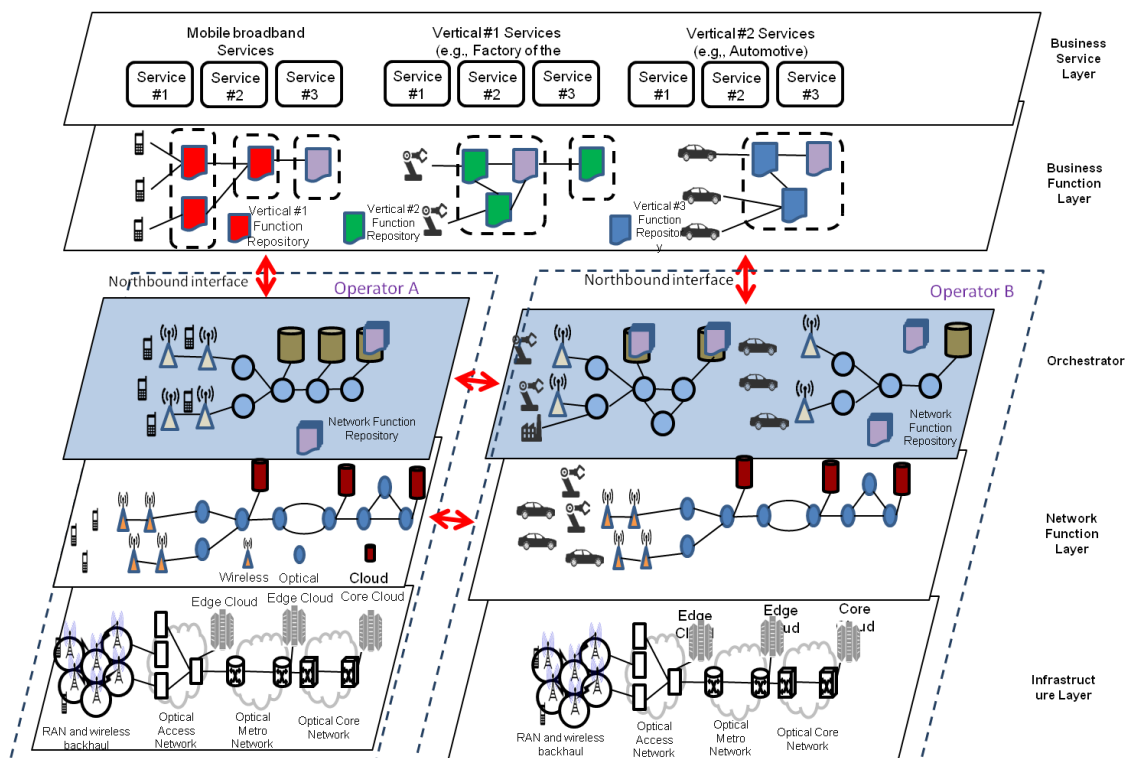 Mobile broadband
Services
Vertical #1 Services
(e.g., Factory of the
Vertical #2 Services
(e.g., Automotive)
Business
Service
Layer
Service
#1
Service
#2
Service
#3
Service
#1
Service
#2
Service
#3
Service
#1
Service
#2
Service
#3
Business
Function
Layer
Vertical #1
Function
Repository
Vertical #2
Function
Repository
Vertical #3
Function
Repositor
y
Northbound interface
Operator A
Northbound interface
Operator B
Orchestrator
Network Function
Repository
Network
Function
Repository
Network
Function
Layer
Wireless
Optical
Cloud
Edge Cloud
Edge Cloud
Core Cloud
Edge
Cloud
Edge
Cloud
Core
Cloud
Infrastruct
ure Layer
RAN and wireless
backhaul
Optical
Access
Network
Optical
Metro
Network
Optical Core
Network
RAN and wireless
backhaul
Optical
Access
Network
Optical
Metro
Network
Optical Core
Network